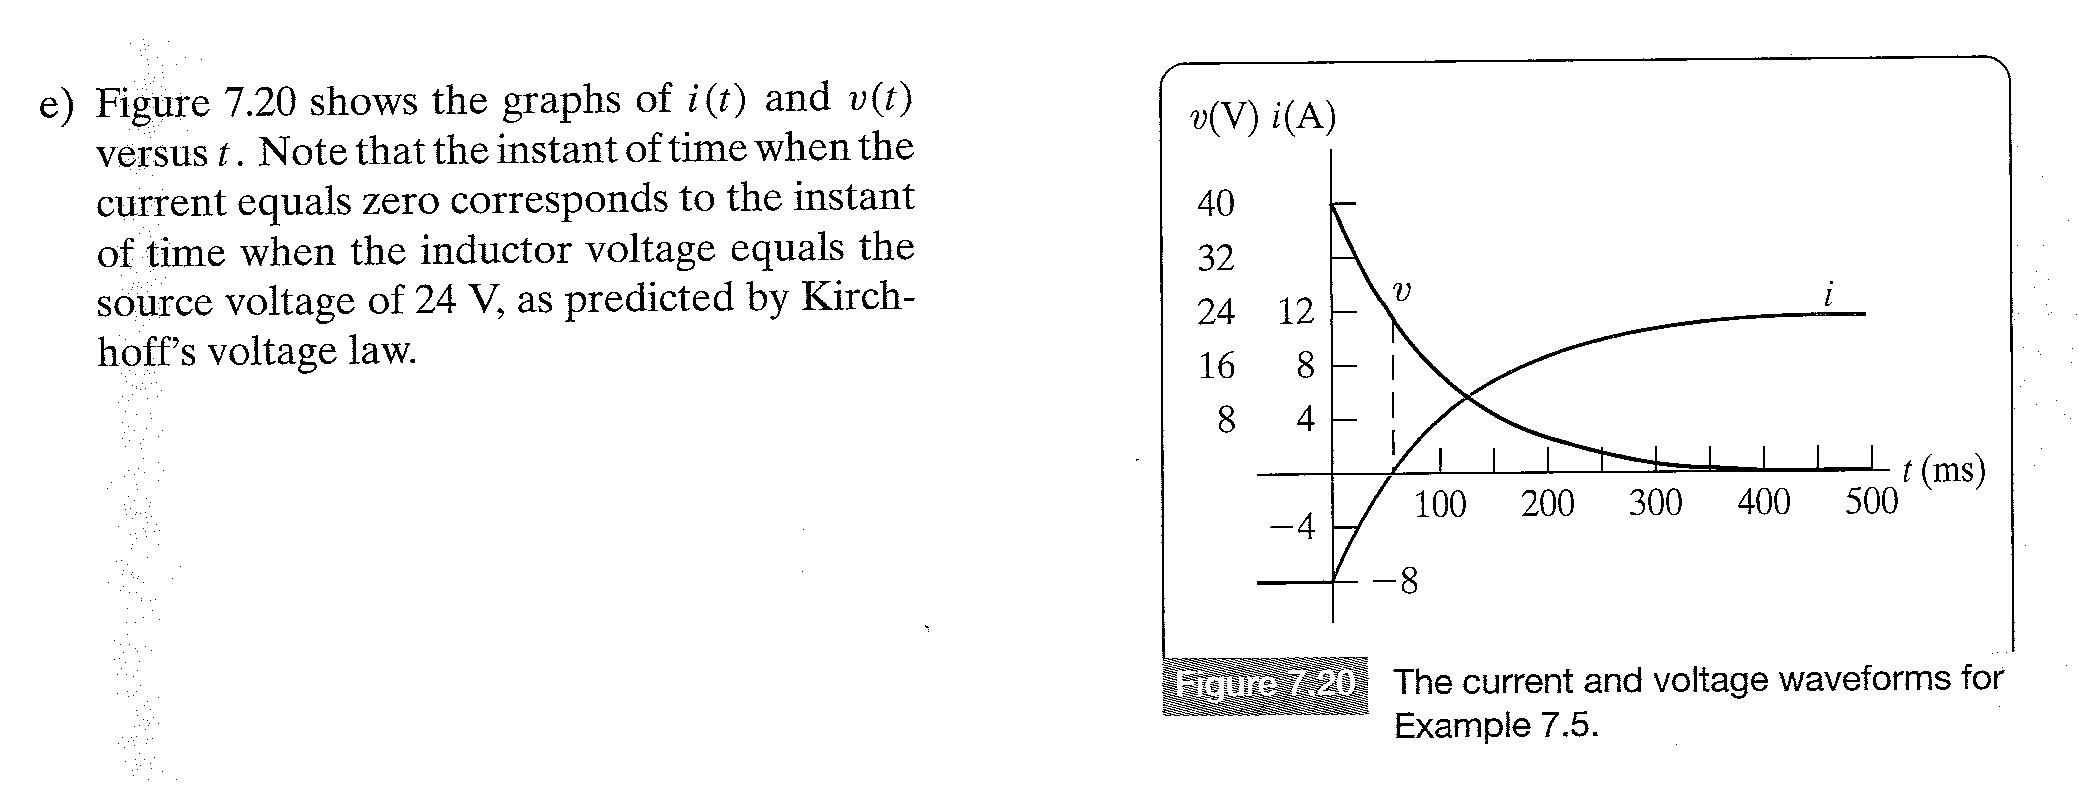 e) Figure 7.20 shows the graphs of i(t) and v(t)
versus t. Note that the instant of time when the
current equals zero corresponds to the instant
of time when the inductor voltage equals the
source voltage of 24 V, as predicted by Kirch-
hoff's voltage law.
v(V) i(A)
40
32
24 12
16 8
8 4
−4
−8
v
i
100 200 300 400 500
t (ms)
Figure 7.20 The current and voltage waveforms for
Example 7.5.